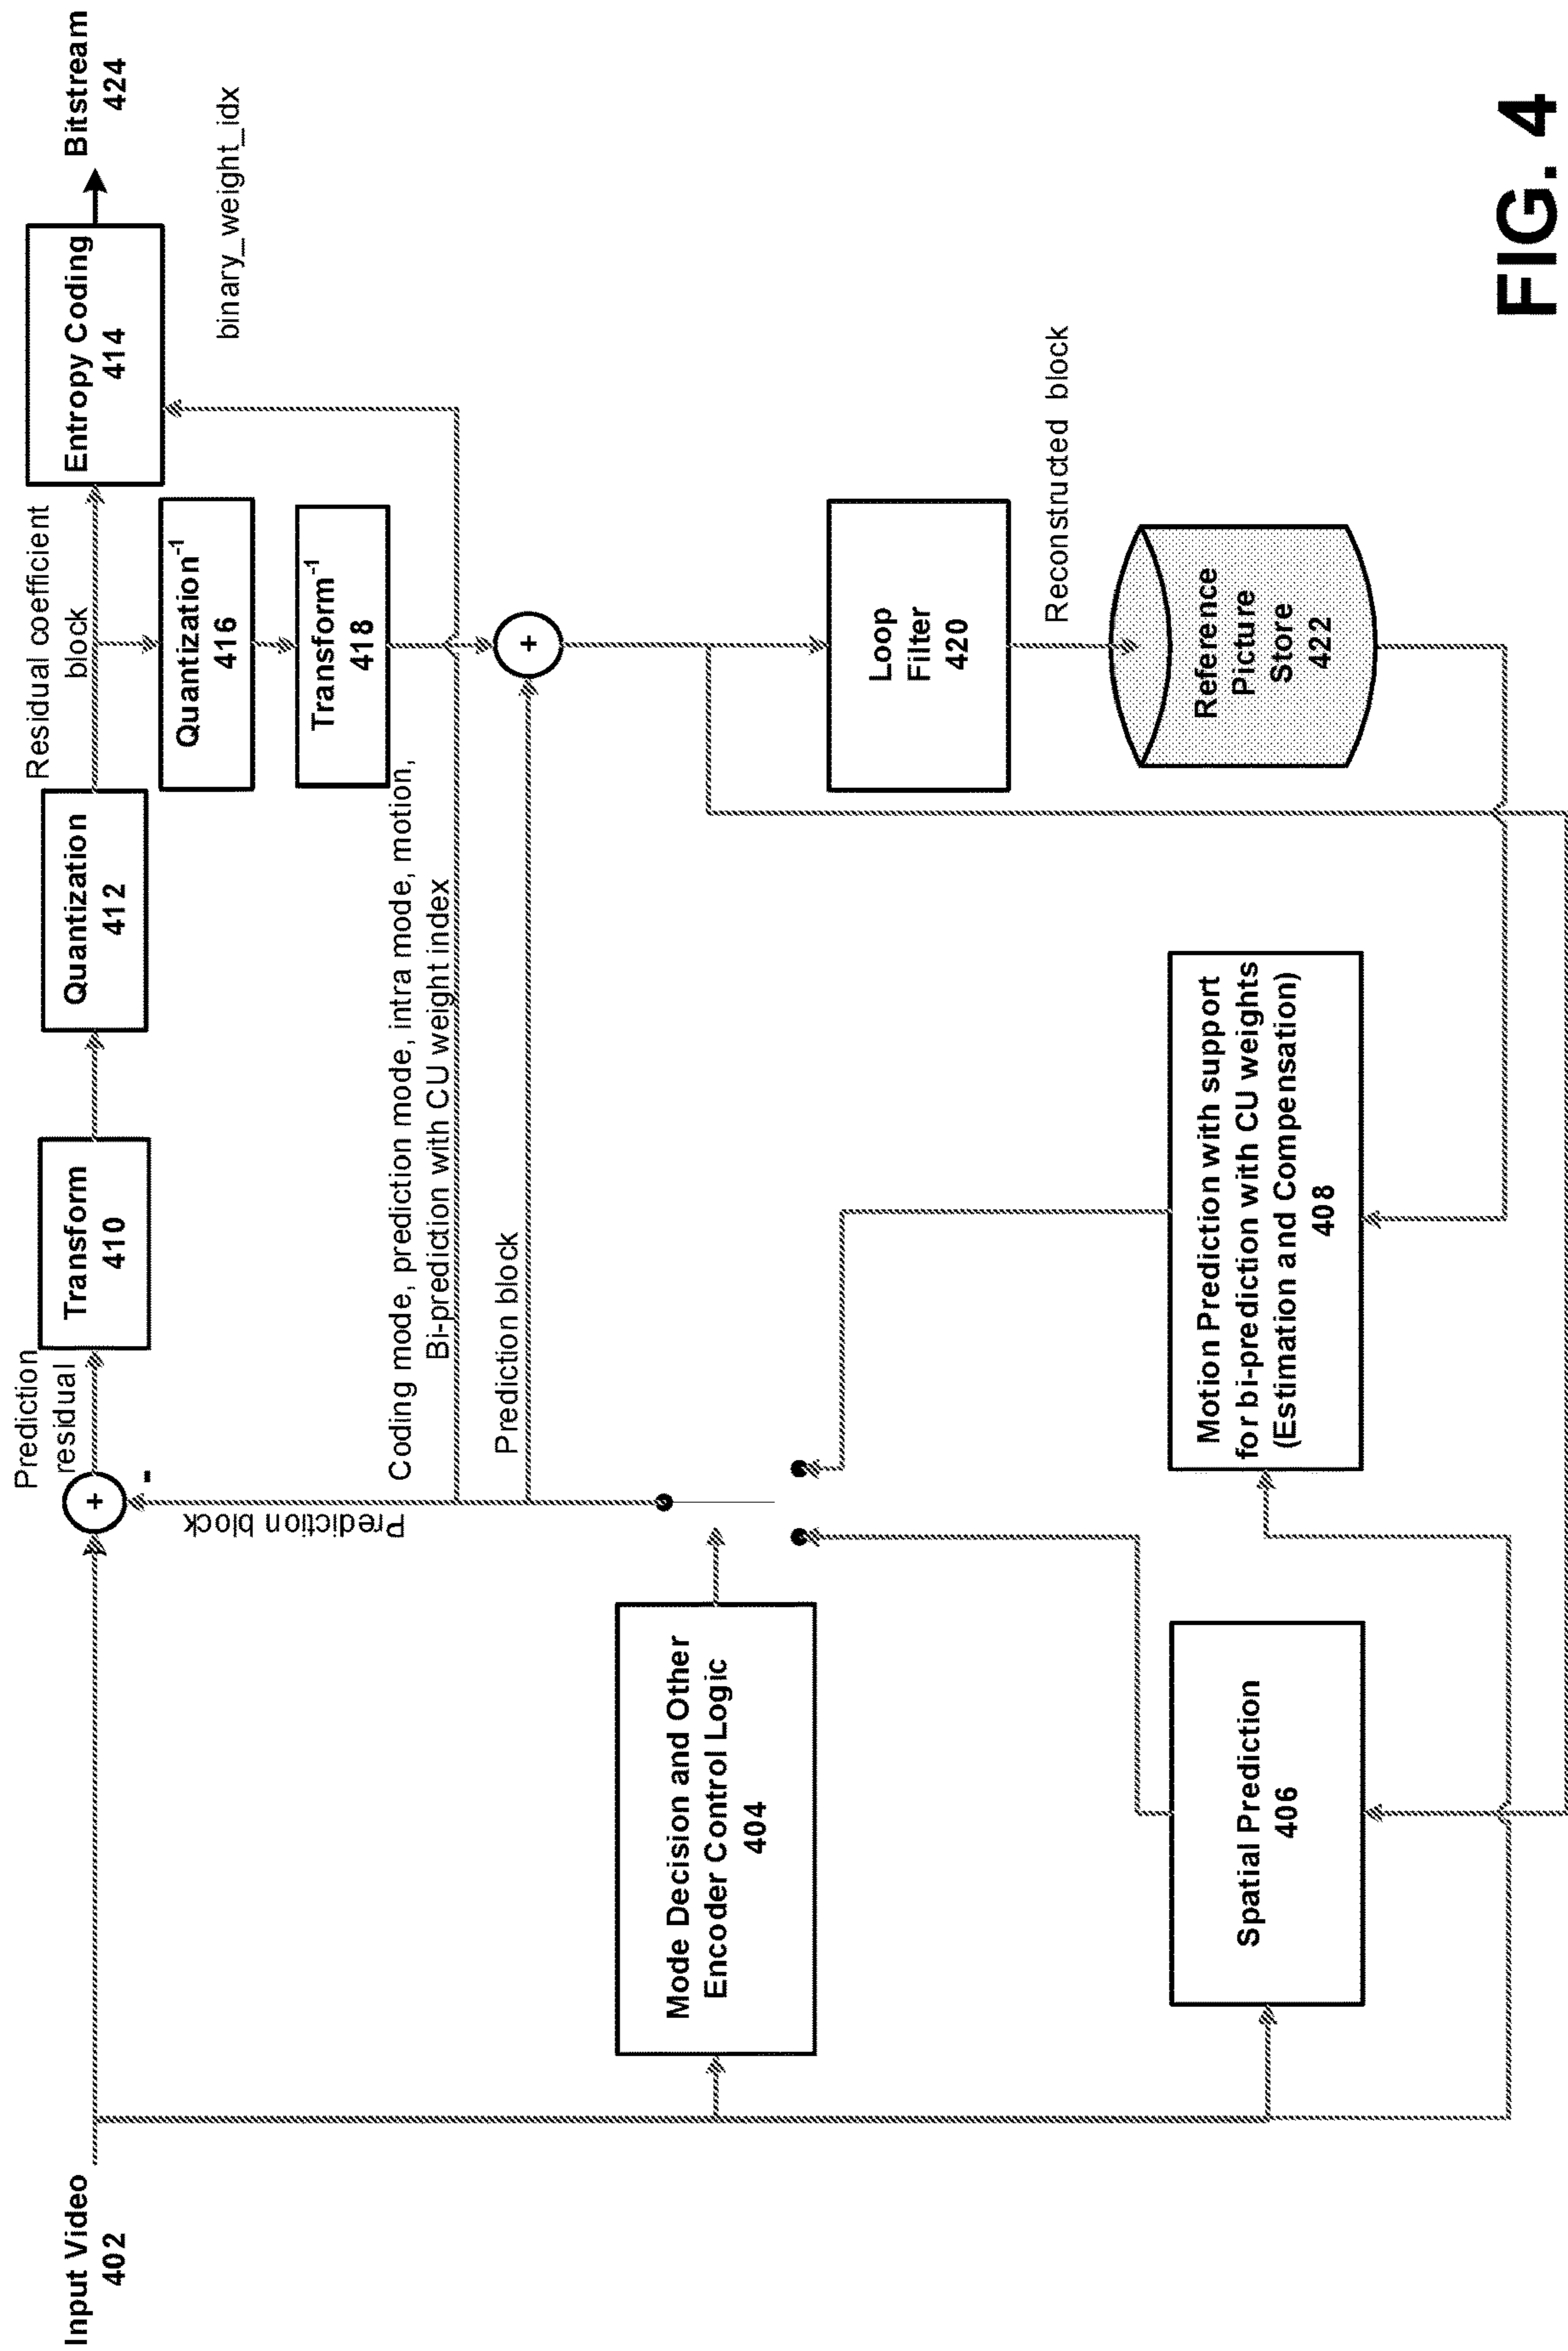 Input Video
402
Prediction
residual
+
-
Prediction block
Transform
410
Quantization
412
Residual coefficient
block
Entropy Coding
414
Bitstream
424
binary_weight_idx
Quantization-1
416
Transform-1
418
Coding mode, prediction mode, intra mode, motion,
Bi-prediction with CU weight index
Prediction block
+
Mode Decision and Other
Encoder Control Logic
404
Loop
Filter
420
Reconstructed block
Reference
Picture
Store
422
Spatial Prediction
406
Motion Prediction with support
for bi-prediction with CU weights
(Estimation and Compensation)
408
FIG. 4